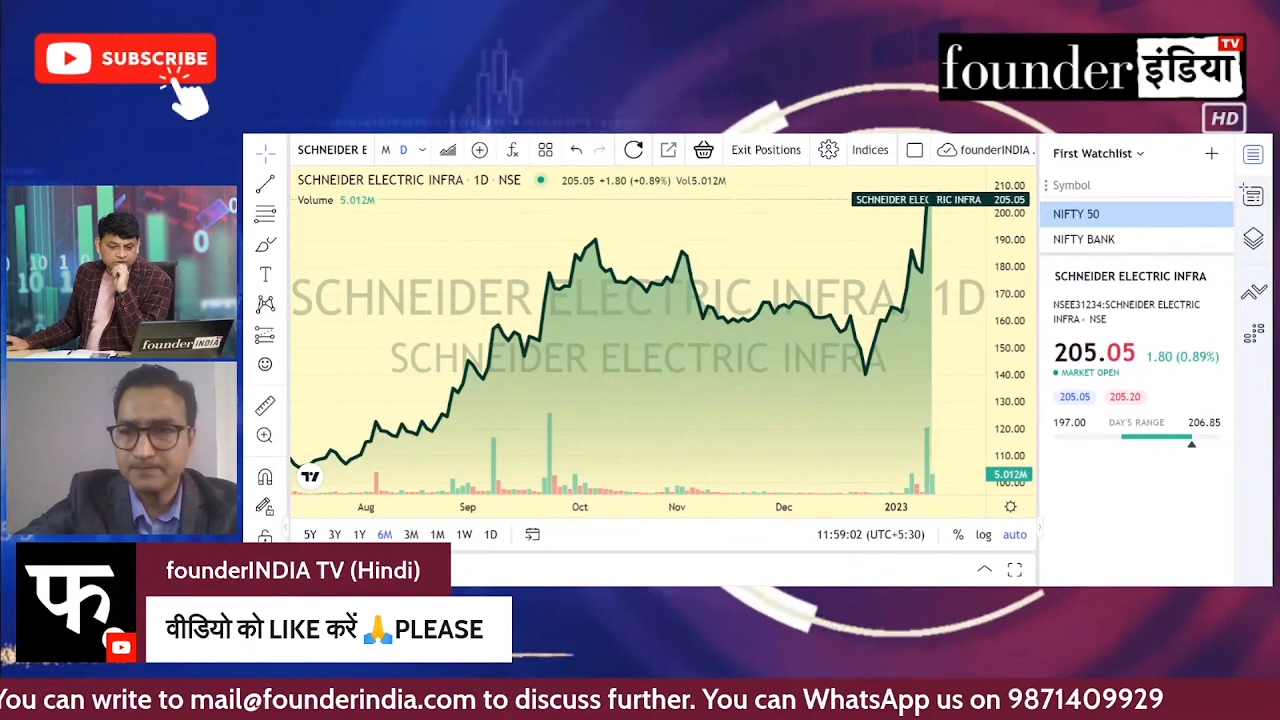 SUBSCRIBE
founder इंडिया TV
HD
SCHNEIDER E M D Exit Positions Indices founderINDIA .
First Watchlist
SCHNEIDER ELECTRIC INFRA · 1D · NSE 205.05 +1.80 (+0.89%) Vol5.012M
Volume 5.012M
Symbol
NIFTY 50
NIFTY BANK
SCHNEIDER ELEC RIC INFRA 205.05
210.00
200.00
190.00
180.00
170.00
160.00
150.00
140.00
130.00
120.00
110.00
5.012M
100.00
SCHNEIDER ELECTRIC INFRA, 1D
SCHNEIDER ELECTRIC INFRA
SCHNEIDER ELECTRIC INFRA
NSEE31234:SCHNEIDER ELECTRIC
INFRA • NSE
205.05 1.80 (0.89%)
MARKET OPEN
205.05 205.20
197.00 DAY'S RANGE 206.85
Aug Sep Oct Nov Dec 2023
5Y 3Y 1Y 6M 3M 1M 1W 1D 11:59:02 (UTC+5:30) % log auto
founderINDIA
फ
founderINDIA TV (Hindi)
वीडियो को LIKE करें 🙏PLEASE
You can write to mail@founderindia.com to discuss further. You can WhatsApp us on 9871409929